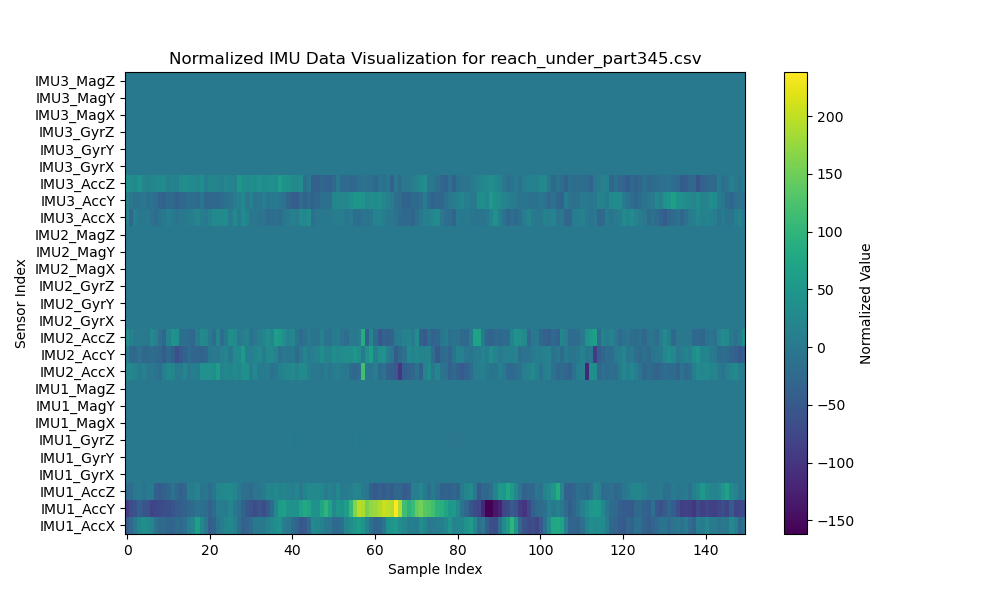 Normalized IMU Data Visualization for reach_under_part345.csv
Sensor Index
IMU3_MagZ
IMU3_MagY
IMU3_MagX
IMU3_GyrZ
IMU3_GyrY
IMU3_GyrX
IMU3_AccZ
IMU3_AccY
IMU3_AccX
IMU2_MagZ
IMU2_MagY
IMU2_MagX
IMU2_GyrZ
IMU2_GyrY
IMU2_GyrX
IMU2_AccZ
IMU2_AccY
IMU2_AccX
IMU1_MagZ
IMU1_MagY
IMU1_MagX
IMU1_GyrZ
IMU1_GyrY
IMU1_GyrX
IMU1_AccZ
IMU1_AccY
IMU1_AccX
0 20 40 60 80 100 120 140
Sample Index
200
150
100
50
0
−50
−100
−150
Normalized Value